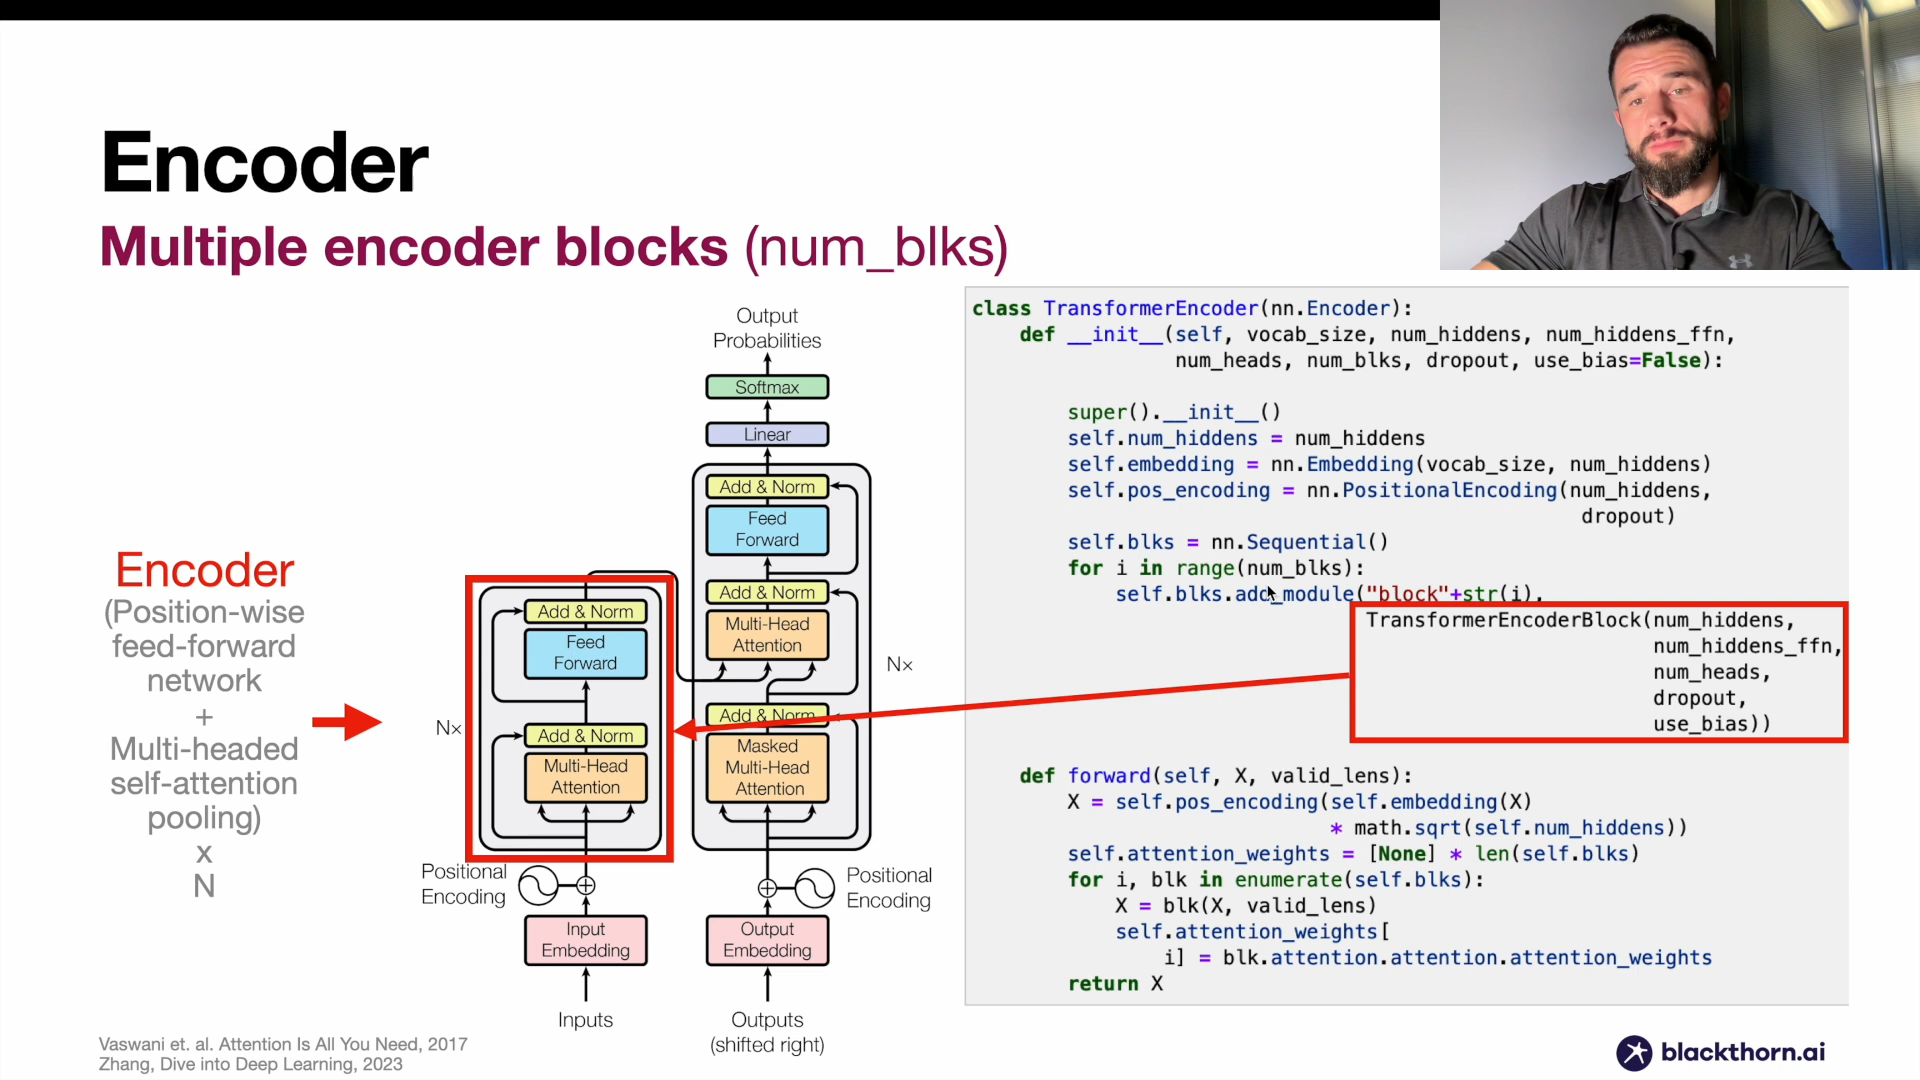 Encoder
Multiple encoder blocks (num_blks)
Encoder
(Position-wise
feed-forward
network
+
Multi-headed
self-attention
pooling)
x
N
Output
Probabilities
Softmax
Linear
Add & Norm
Feed
Forward
Add & Norm
Multi-Head
Attention
Nx
Add & Norm
Masked
Multi-Head
Attention
Add & Norm
Feed
Forward
Nx
Add & Norm
Multi-Head
Attention
Positional
Encoding
Positional
Encoding
Input
Embedding
Output
Embedding
Inputs
Outputs
(shifted right)
class TransformerEncoder(nn.Encoder):
    def __init__(self, vocab_size, num_hiddens, num_hiddens_ffn,
                 num_heads, num_blks, dropout, use_bias=False):
        super().__init__()
        self.num_hiddens = num_hiddens
        self.embedding = nn.Embedding(vocab_size, num_hiddens)
        self.pos_encoding = nn.PositionalEncoding(num_hiddens,
                                                   dropout)
        self.blks = nn.Sequential()
        for i in range(num_blks):
            self.blks.add_module("block"+str(i),
                                 TransformerEncoderBlock(num_hiddens,
                                                         num_hiddens_ffn,
                                                         num_heads,
                                                         dropout,
                                                         use_bias))
    def forward(self, X, valid_lens):
        X = self.pos_encoding(self.embedding(X)
                              * math.sqrt(self.num_hiddens))
        self.attention_weights = [None] * len(self.blks)
        for i, blk in enumerate(self.blks):
            X = blk(X, valid_lens)
            self.attention_weights[
                i] = blk.attention.attention.attention_weights
        return X
Vaswani et. al. Attention Is All You Need, 2017
Zhang, Dive into Deep Learning, 2023
blackthorn.ai